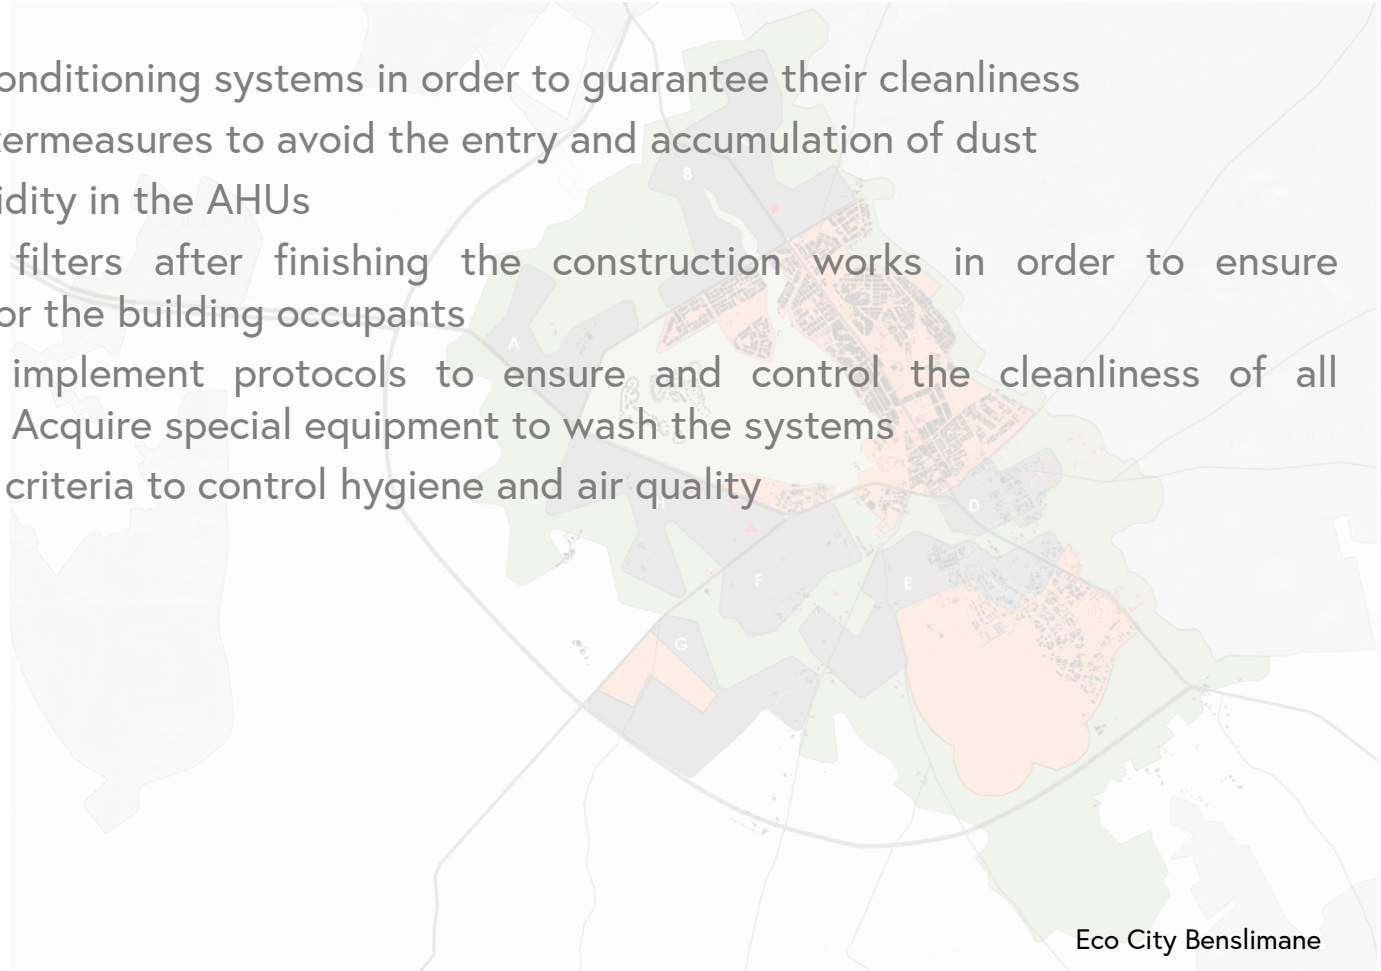 onditioning systems in order to guarantee their cleanliness
termeasures to avoid the entry and accumulation of dust
idity in the AHUs
filters after finishing the construction works in order to ensure
or the building occupants
implement protocols to ensure and control the cleanliness of all
Acquire special equipment to wash the systems
criteria to control hygiene and air quality
B
A
H
D
F
E
G
Eco City Benslimane